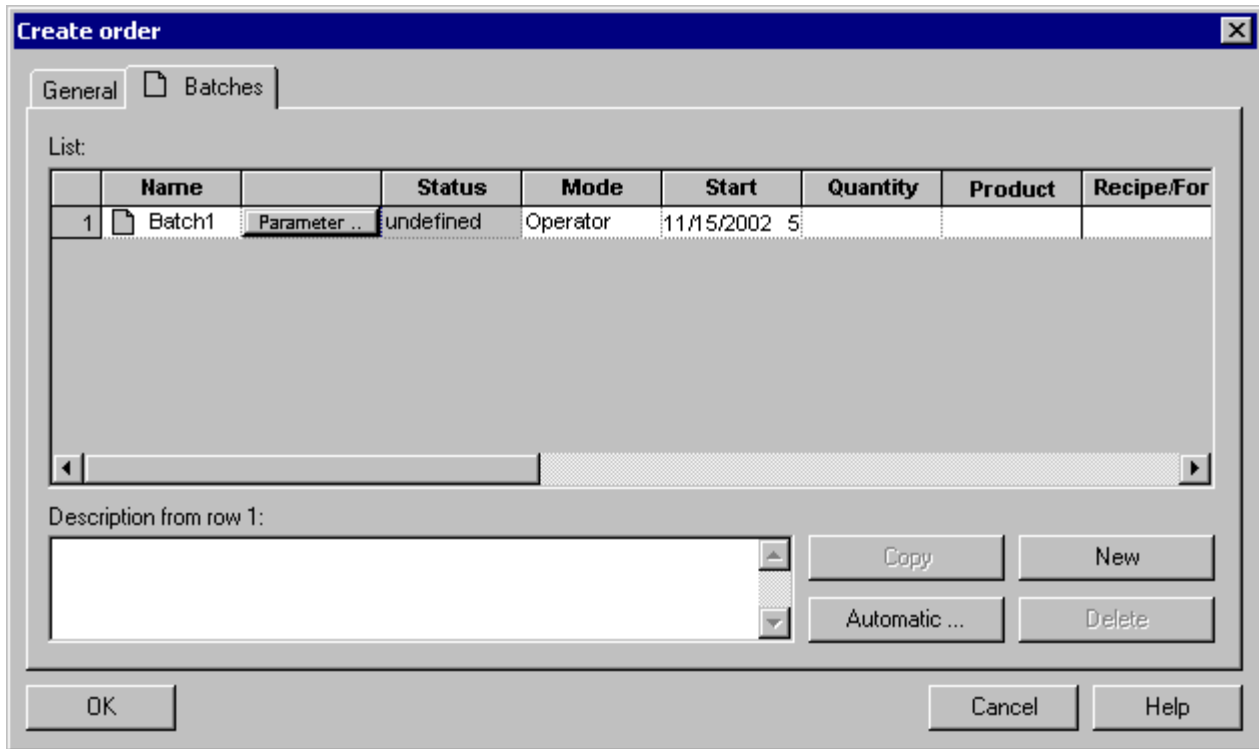 Create order
General Batches
List:
Name Status Mode Start Quantity Product Recipe/For
1 Batch1 Parameter .. undefined Operator 11/15/2002 5
Description from row 1:
Copy New
Automatic ... Delete
OK Cancel Help